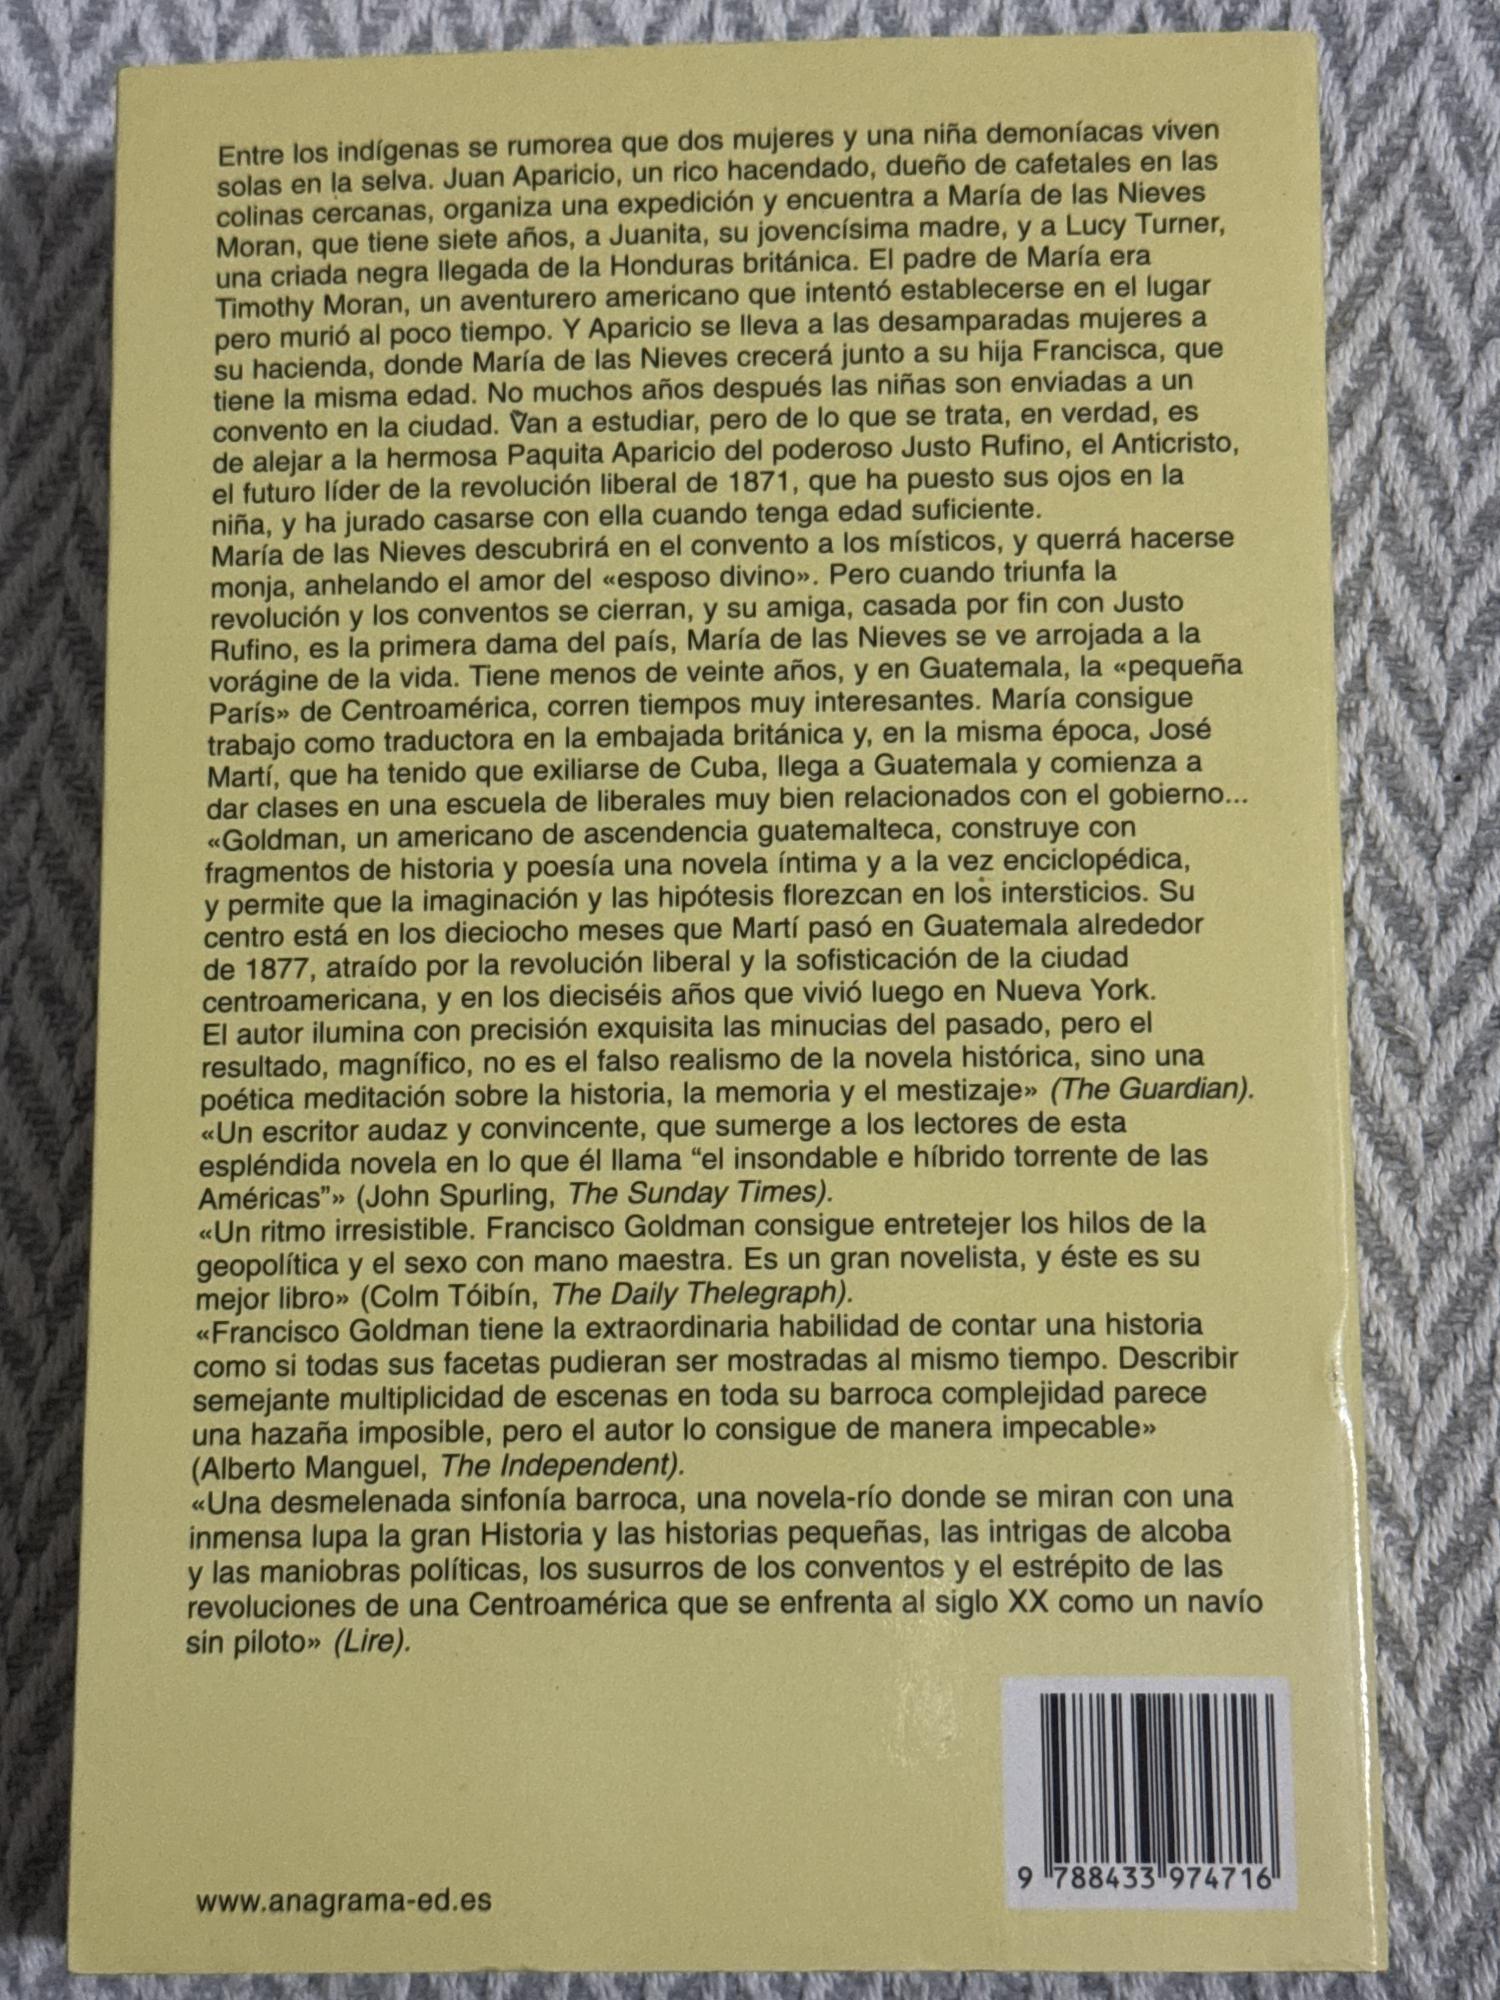 Entre los indígenas se rumorea que dos mujeres y una niña demoníacas viven
solas en la selva. Juan Aparicio, un rico hacendado, dueño de cafetales en las
colinas cercanas, organiza una expedición y encuentra a María de las Nieves
Moran, que tiene siete años, a Juanita, su jovencísima madre, y a Lucy Turner,
una criada negra llegada de la Honduras británica. El padre de María era
Timothy Moran, un aventurero americano que intentó establecerse en el lugar
pero murió al poco tiempo. Y Aparicio se lleva a las desamparadas mujeres a
su hacienda, donde María de las Nieves crecerá junto a su hija Francisca, que
tiene la misma edad. No muchos años después las niñas son enviadas a un
convento en la ciudad. Van a estudiar, pero de lo que se trata, en verdad, es
de alejar a la hermosa Paquita Aparicio del poderoso Justo Rufino, el Anticristo,
el futuro líder de la revolución liberal de 1871, que ha puesto sus ojos en la
niña, y ha jurado casarse con ella cuando tenga edad suficiente.
María de las Nieves descubrirá en el convento a los místicos, y querrá hacerse
monja, anhelando el amor del «esposo divino». Pero cuando triunfa la
revolución y los conventos se cierran, y su amiga, casada por fin con Justo
Rufino, es la primera dama del país, María de las Nieves se ve arrojada a la
vorágine de la vida. Tiene menos de veinte años, y en Guatemala, la «pequeña
París» de Centroamérica, corren tiempos muy interesantes. María consigue
trabajo como traductora en la embajada británica y, en la misma época, José
Martí, que ha tenido que exiliarse de Cuba, llega a Guatemala y comienza a
dar clases en una escuela de liberales muy bien relacionados con el gobierno...
«Goldman, un americano de ascendencia guatemalteca, construye con
fragmentos de historia y poesía una novela íntima y a la vez enciclopédica,
y permite que la imaginación y las hipótesis florezcan en los intersticios. Su
centro está en los dieciocho meses que Martí pasó en Guatemala alrededor
de 1877, atraído por la revolución liberal y la sofisticación de la ciudad
centroamericana, y en los dieciséis años que vivió luego en Nueva York.
El autor ilumina con precisión exquisita las minucias del pasado, pero el
resultado, magnífico, no es el falso realismo de la novela histórica, sino una
poética meditación sobre la historia, la memoria y el mestizaje» (The Guardian).
«Un escritor audaz y convincente, que sumerge a los lectores de esta
espléndida novela en lo que él llama “el insondable e híbrido torrente de las
Américas”» (John Spurling, The Sunday Times).
«Un ritmo irresistible. Francisco Goldman consigue entretejer los hilos de la
geopolítica y el sexo con mano maestra. Es un gran novelista, y éste es su
mejor libro» (Colm Tóibín, The Daily Thelegraph).
«Francisco Goldman tiene la extraordinaria habilidad de contar una historia
como si todas sus facetas pudieran ser mostradas al mismo tiempo. Describir
semejante multiplicidad de escenas en toda su barroca complejidad parece
una hazaña imposible, pero el autor lo consigue de manera impecable»
(Alberto Manguel, The Independent).
«Una desmelenada sinfonía barroca, una novela-río donde se miran con una
inmensa lupa la gran Historia y las historias pequeñas, las intrigas de alcoba
y las maniobras políticas, los susurros de los conventos y el estrépito de las
revoluciones de una Centroamérica que se enfrenta al siglo XX como un navío
sin piloto» (Lire).
9 788433 974716
www.anagrama-ed.es